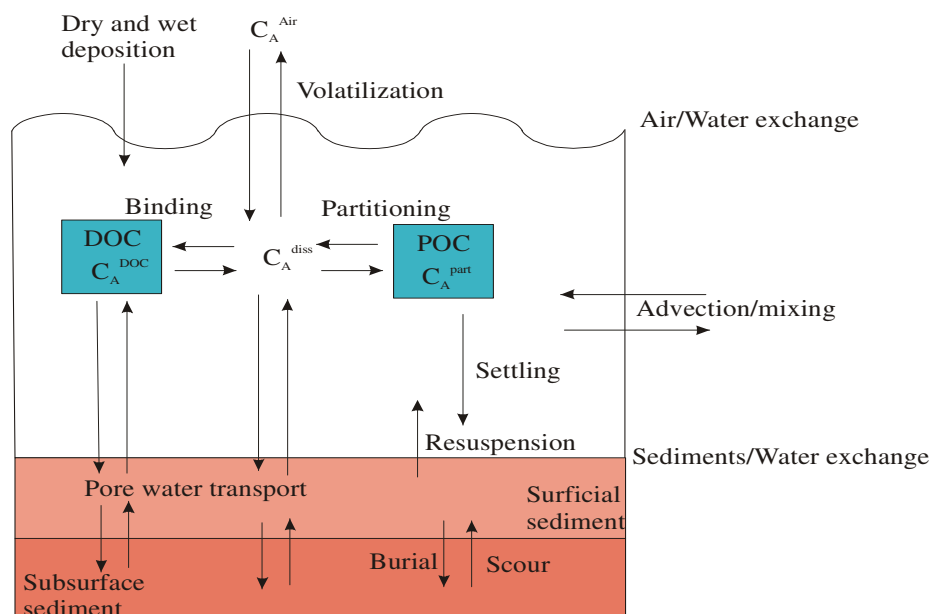 Dry and wet
deposition
C_A^Air
Volatilization
Air/Water exchange
Binding
Partitioning
DOC
C_A^DOC
C_A^diss
POC
C_A^part
Advection/mixing
Settling
Resuspension
Sediments/Water exchange
Pore water transport
Surficial
sediment
Burial
Scour
Subsurface
sediment